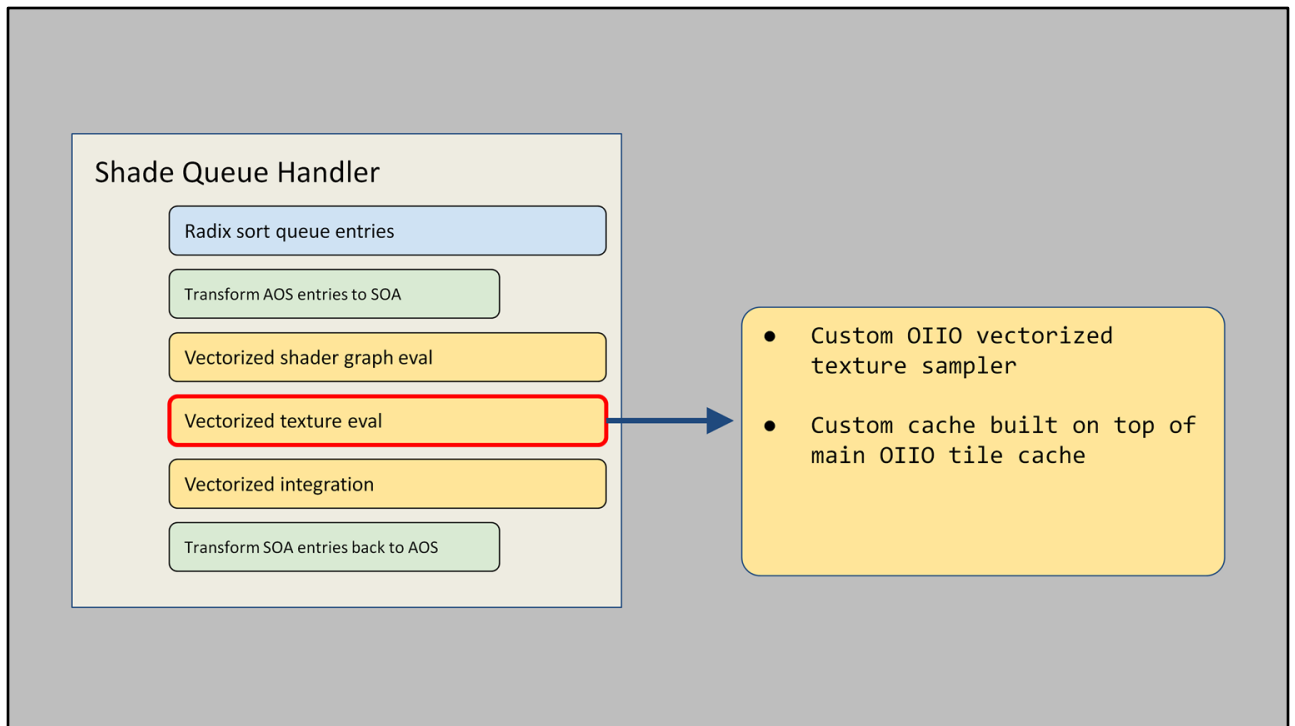 Shade Queue Handler
Radix sort queue entries
Transform AOS entries to SOA
Vectorized shader graph eval
Vectorized texture eval
Vectorized integration
Transform SOA entries back to AOS
● Custom OIIO vectorized
texture sampler
● Custom cache built on top of
main OIIO tile cache